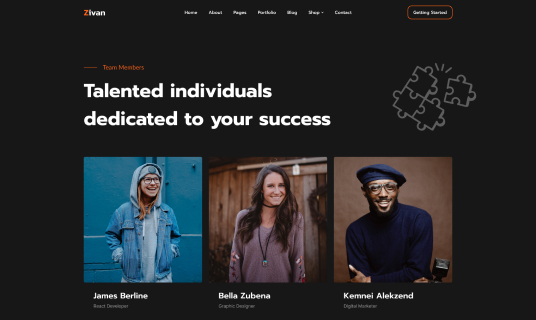 Zivan
Home About Pages Portfolio Blog Shop Contact
Getting Started
Team Members
Talented individuals
dedicated to your success
James Berline
React Developer
Bella Zubena
Graphic Designer
Kemnei Alekzend
Digital Marketer